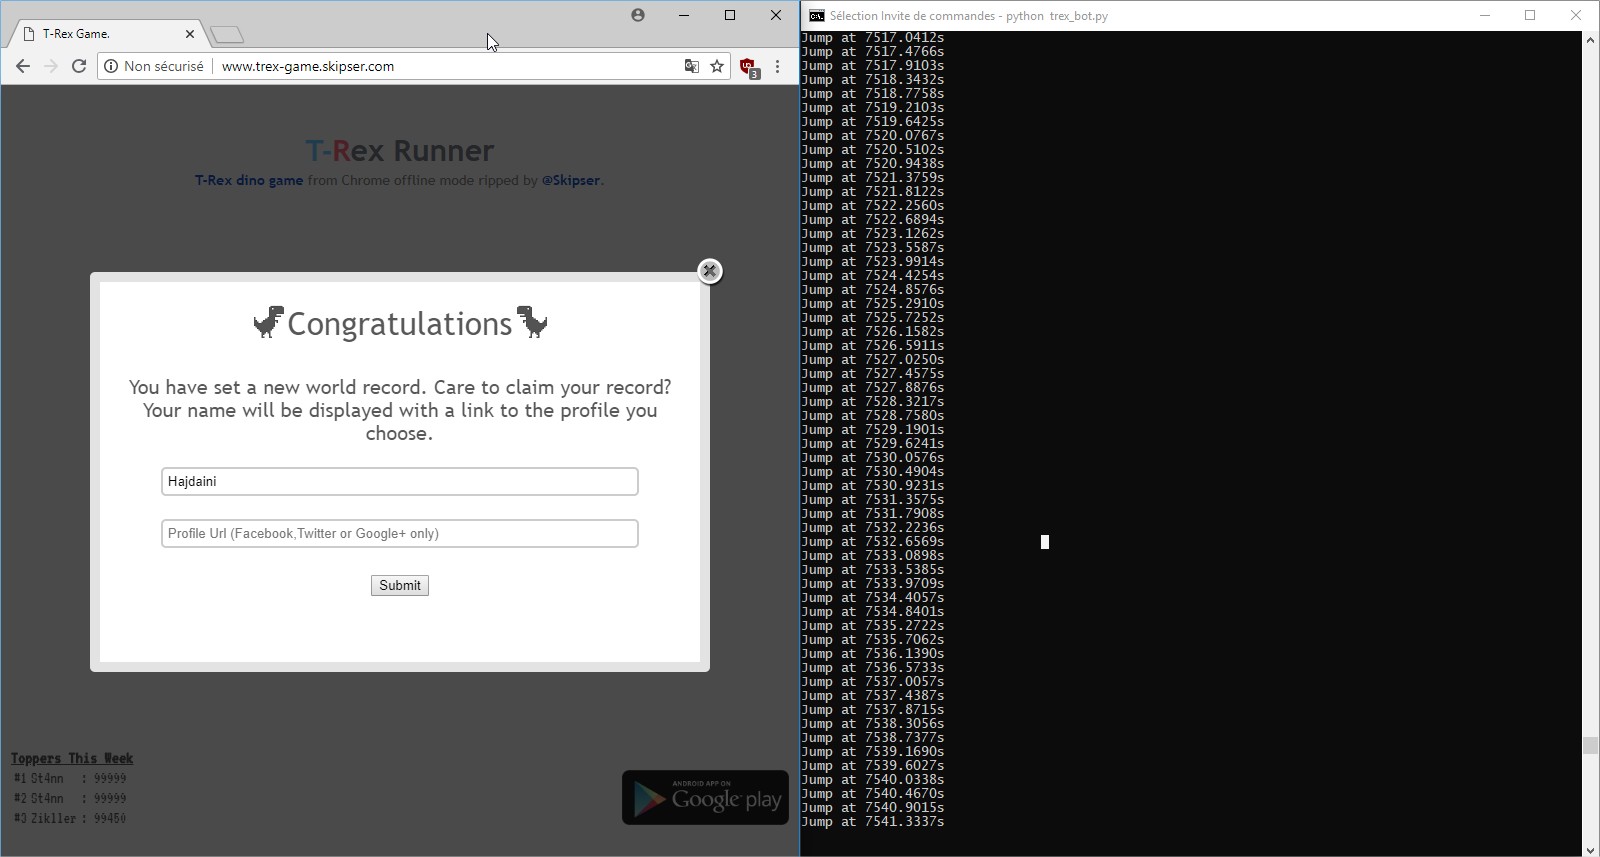 T-Rex Game.
Non sécurisé
www.trex-game.skipser.com
3
T-Rex Runner
T-Rex dino game from Chrome offline mode ripped by @Skipser.
Congratulations
You have set a new world record. Care to claim your record?
Your name will be displayed with a link to the profile you
choose.
Hajdaini
Profile Url (Facebook,Twitter or Google+ only)
Submit
Toppers This Week
#1 St4nn : 99999
#2 St4nn : 99999
#3 Zikller : 99450
ANDROID APP ON
Google play
Sélection Invite de commandes - python trex_bot.py
Jump at 7517.0412s
Jump at 7517.4766s
Jump at 7517.9103s
Jump at 7518.3432s
Jump at 7518.7758s
Jump at 7519.2103s
Jump at 7519.6425s
Jump at 7520.0767s
Jump at 7520.5102s
Jump at 7520.9438s
Jump at 7521.3759s
Jump at 7521.8122s
Jump at 7522.2560s
Jump at 7522.6894s
Jump at 7523.1262s
Jump at 7523.5587s
Jump at 7523.9914s
Jump at 7524.4254s
Jump at 7524.8576s
Jump at 7525.2910s
Jump at 7525.7252s
Jump at 7526.1582s
Jump at 7526.5911s
Jump at 7527.0250s
Jump at 7527.4575s
Jump at 7527.8876s
Jump at 7528.3217s
Jump at 7528.7580s
Jump at 7529.1901s
Jump at 7529.6241s
Jump at 7530.0576s
Jump at 7530.4904s
Jump at 7530.9231s
Jump at 7531.3575s
Jump at 7531.7908s
Jump at 7532.2236s
Jump at 7532.6569s
Jump at 7533.0898s
Jump at 7533.5385s
Jump at 7533.9709s
Jump at 7534.4057s
Jump at 7534.8401s
Jump at 7535.2722s
Jump at 7535.7062s
Jump at 7536.1390s
Jump at 7536.5733s
Jump at 7537.0057s
Jump at 7537.4387s
Jump at 7537.8715s
Jump at 7538.3056s
Jump at 7538.7377s
Jump at 7539.1690s
Jump at 7539.6027s
Jump at 7540.0338s
Jump at 7540.4670s
Jump at 7540.9015s
Jump at 7541.3337s